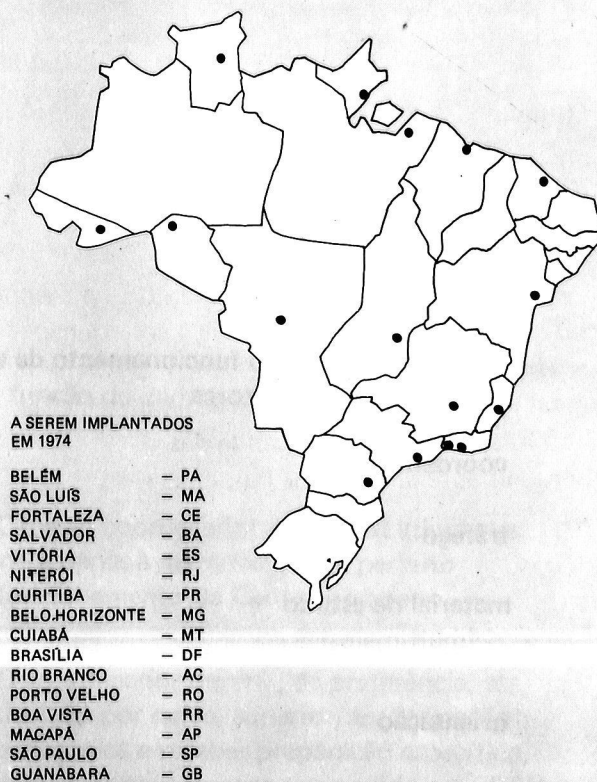 A SEREM IMPLANTADOS
EM 1974
BELÉM – PA
SÃO LUÍS – MA
FORTALEZA – CE
SALVADOR – BA
VITÓRIA – ES
NITERÓI – RJ
CURITIBA – PR
BELO-HORIZONTE – MG
CUIABÁ – MT
BRASÍLIA – DF
RIO BRANCO – AC
PORTO VELHO – RO
BOA VISTA – RR
MACAPÁ – AP
SÃO PAULO – SP
GUANABARA – GB